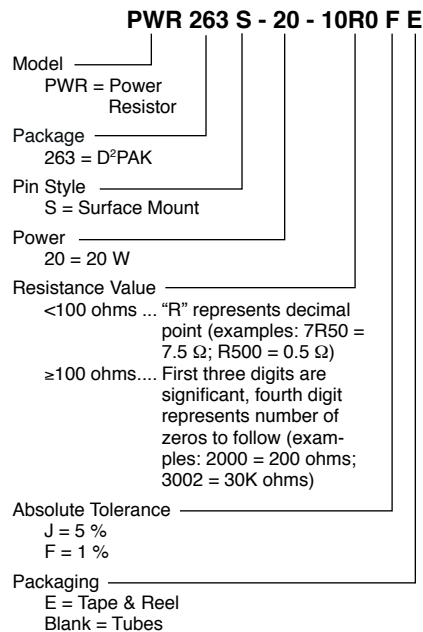 PWR 263 S - 20 - 10R0 F E
Model
PWR = Power
Resistor
Package
263 = D²PAK
Pin Style
S = Surface Mount
Power
20 = 20 W
Resistance Value
<100 ohms ... “R” represents decimal
point (examples: 7R50 =
7.5 Ω; R500 = 0.5 Ω)
≥100 ohms.... First three digits are
significant, fourth digit
represents number of
zeros to follow (exam-
ples: 2000 = 200 ohms;
3002 = 30K ohms)
Absolute Tolerance
J = 5 %
F = 1 %
Packaging
E = Tape & Reel
Blank = Tubes